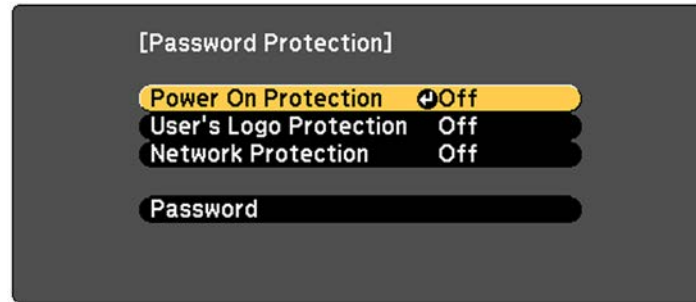 [Password Protection]
Power On Protection Off
User's Logo Protection Off
Network Protection Off
Password